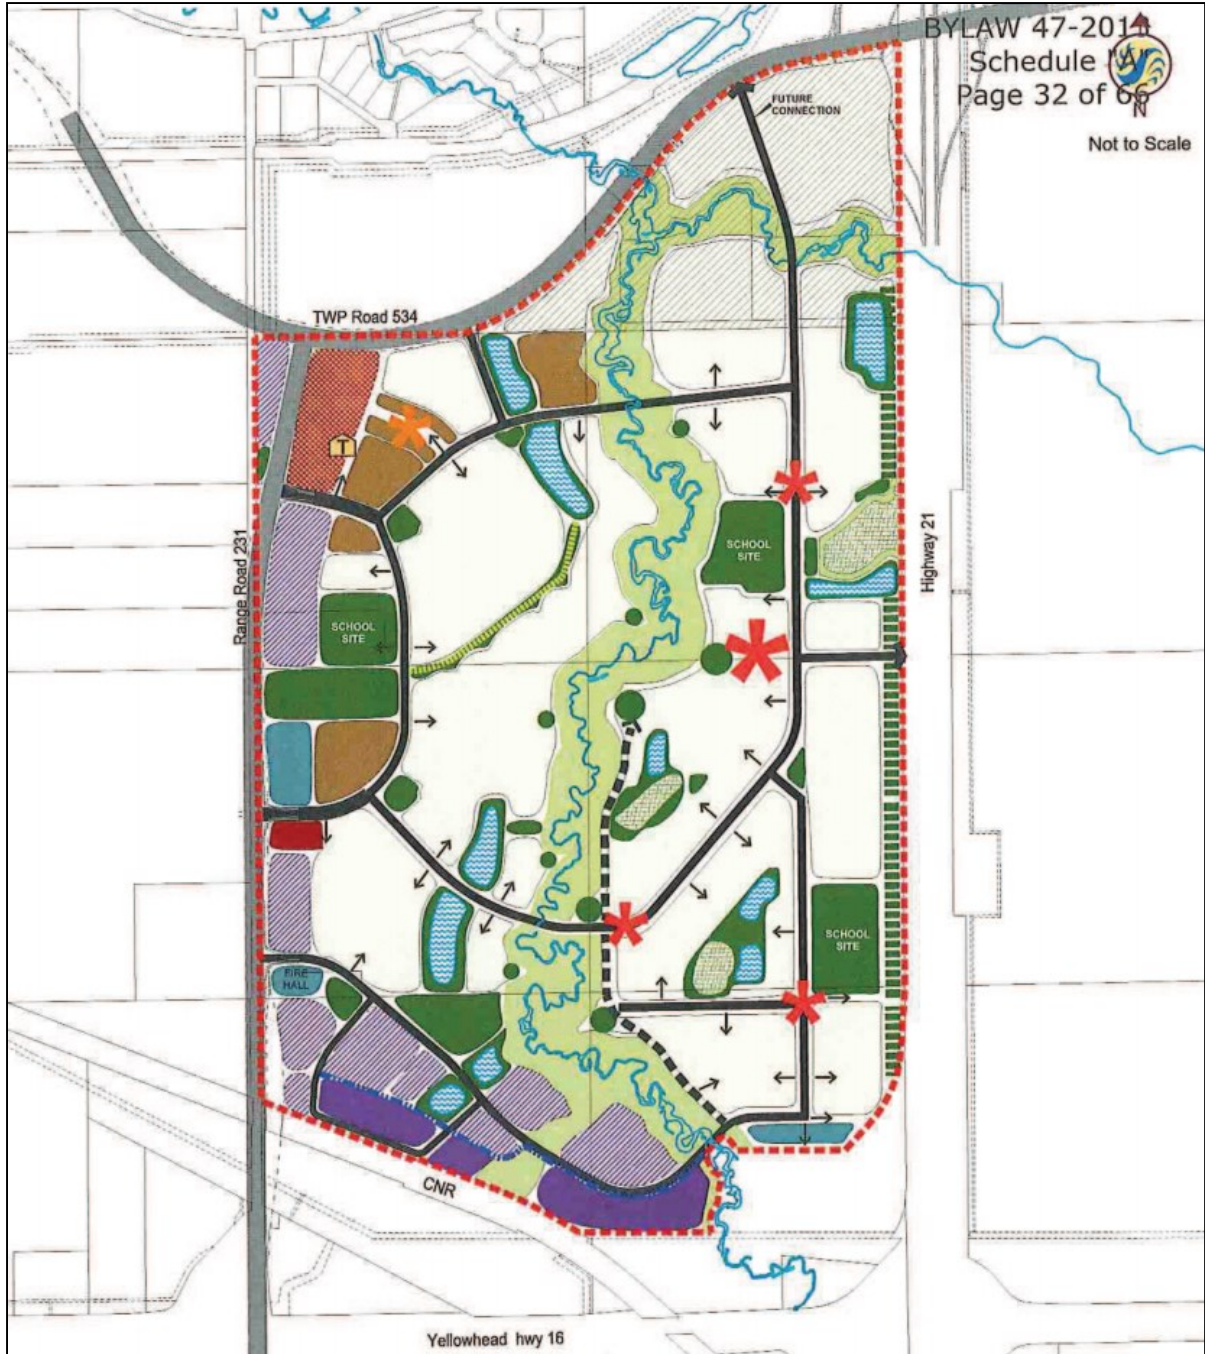 BYLAW 47-201
Schedule "A"
Page 32 of 66
N
Not to Scale
FUTURE
CONNECTION
TWP Road 534
T
Range Road 231
Highway 21
SCHOOL
SITE
SCHOOL
SITE
SCHOOL
SITE
FIRE
HALL
CNR
Yellowhead hwy 16